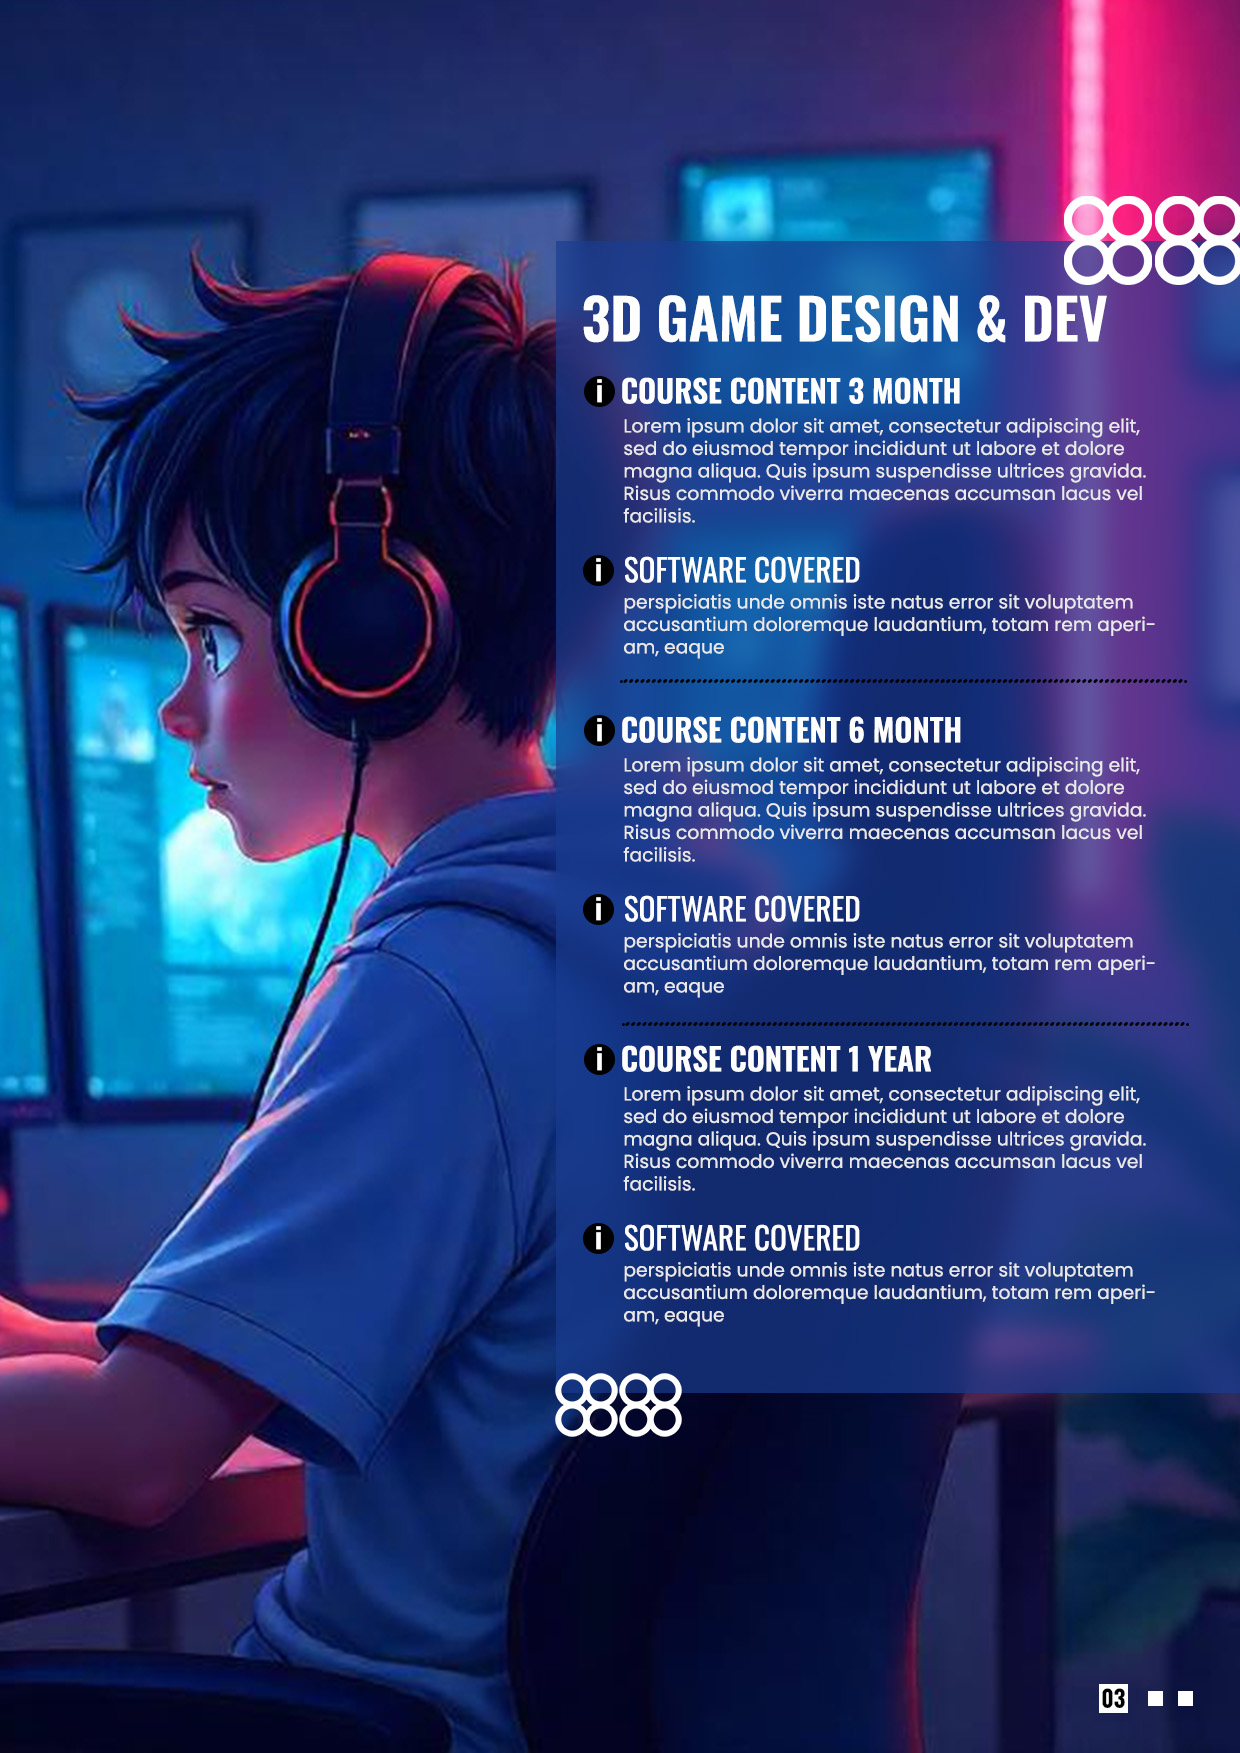 3D GAME DESIGN & DEV
i COURSE CONTENT 3 MONTH
Lorem ipsum dolor sit amet, consectetur adipiscing elit,
sed do eiusmod tempor incididunt ut labore et dolore
magna aliqua. Quis ipsum suspendisse ultrices gravida.
Risus commodo viverra maecenas accumsan lacus vel
facilisis.
i SOFTWARE COVERED
perspiciatis unde omnis iste natus error sit voluptatem
accusantium doloremque laudantium, totam rem aperi-
am, eaque
i COURSE CONTENT 6 MONTH
Lorem ipsum dolor sit amet, consectetur adipiscing elit,
sed do eiusmod tempor incididunt ut labore et dolore
magna aliqua. Quis ipsum suspendisse ultrices gravida.
Risus commodo viverra maecenas accumsan lacus vel
facilisis.
i SOFTWARE COVERED
perspiciatis unde omnis iste natus error sit voluptatem
accusantium doloremque laudantium, totam rem aperi-
am, eaque
i COURSE CONTENT 1 YEAR
Lorem ipsum dolor sit amet, consectetur adipiscing elit,
sed do eiusmod tempor incididunt ut labore et dolore
magna aliqua. Quis ipsum suspendisse ultrices gravida.
Risus commodo viverra maecenas accumsan lacus vel
facilisis.
i SOFTWARE COVERED
perspiciatis unde omnis iste natus error sit voluptatem
accusantium doloremque laudantium, totam rem aperi-
am, eaque
03